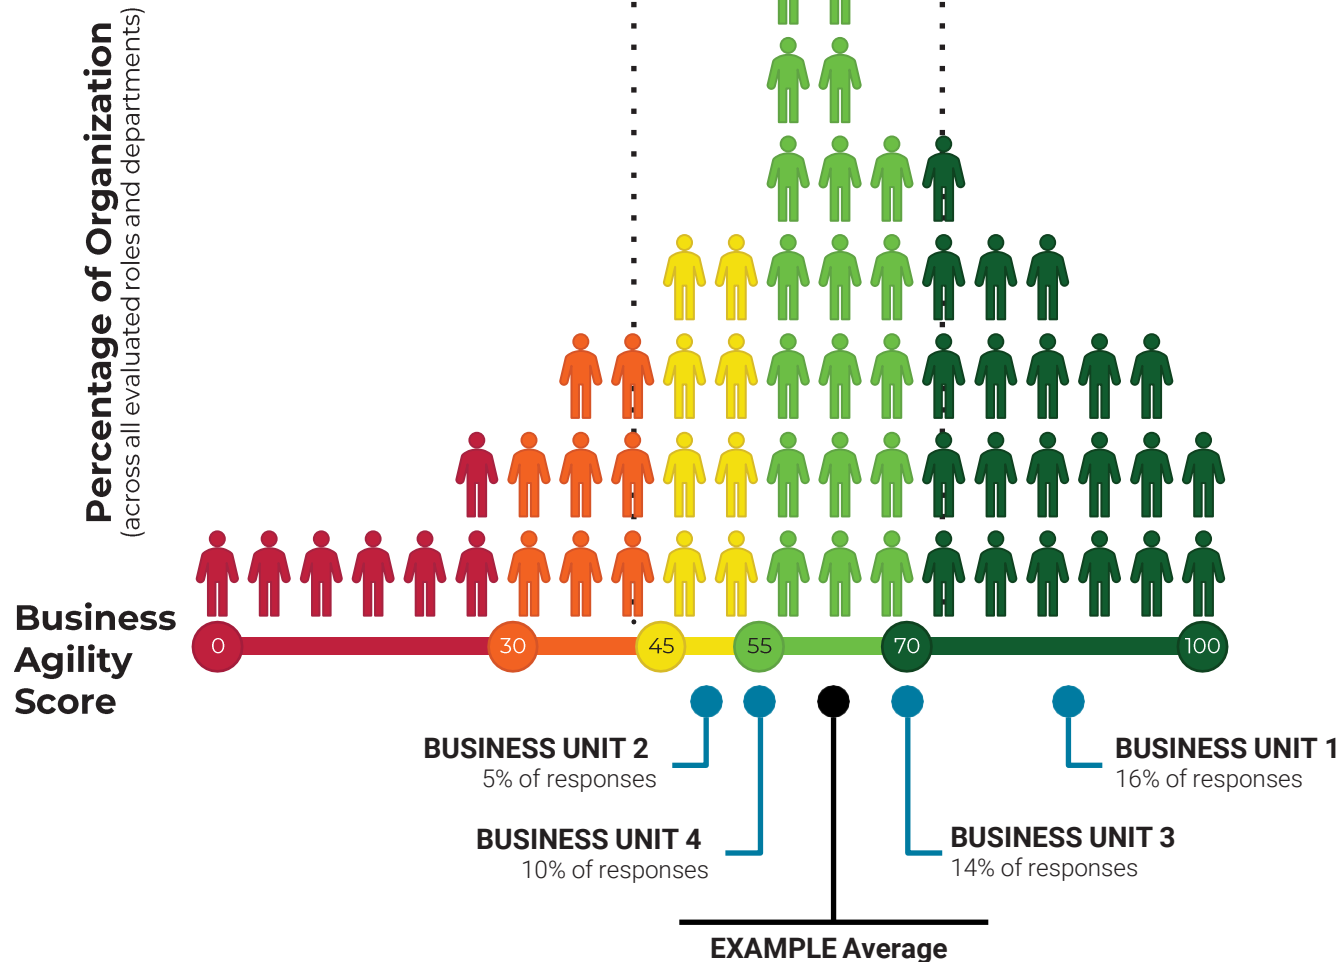 Percentage of Organization
(across all evaluated roles and departments)
Business
Agility
Score
0
30
45
55
70
100
BUSINESS UNIT 2
5% of responses
BUSINESS UNIT 1
16% of responses
BUSINESS UNIT 4
10% of responses
BUSINESS UNIT 3
14% of responses
EXAMPLE Average